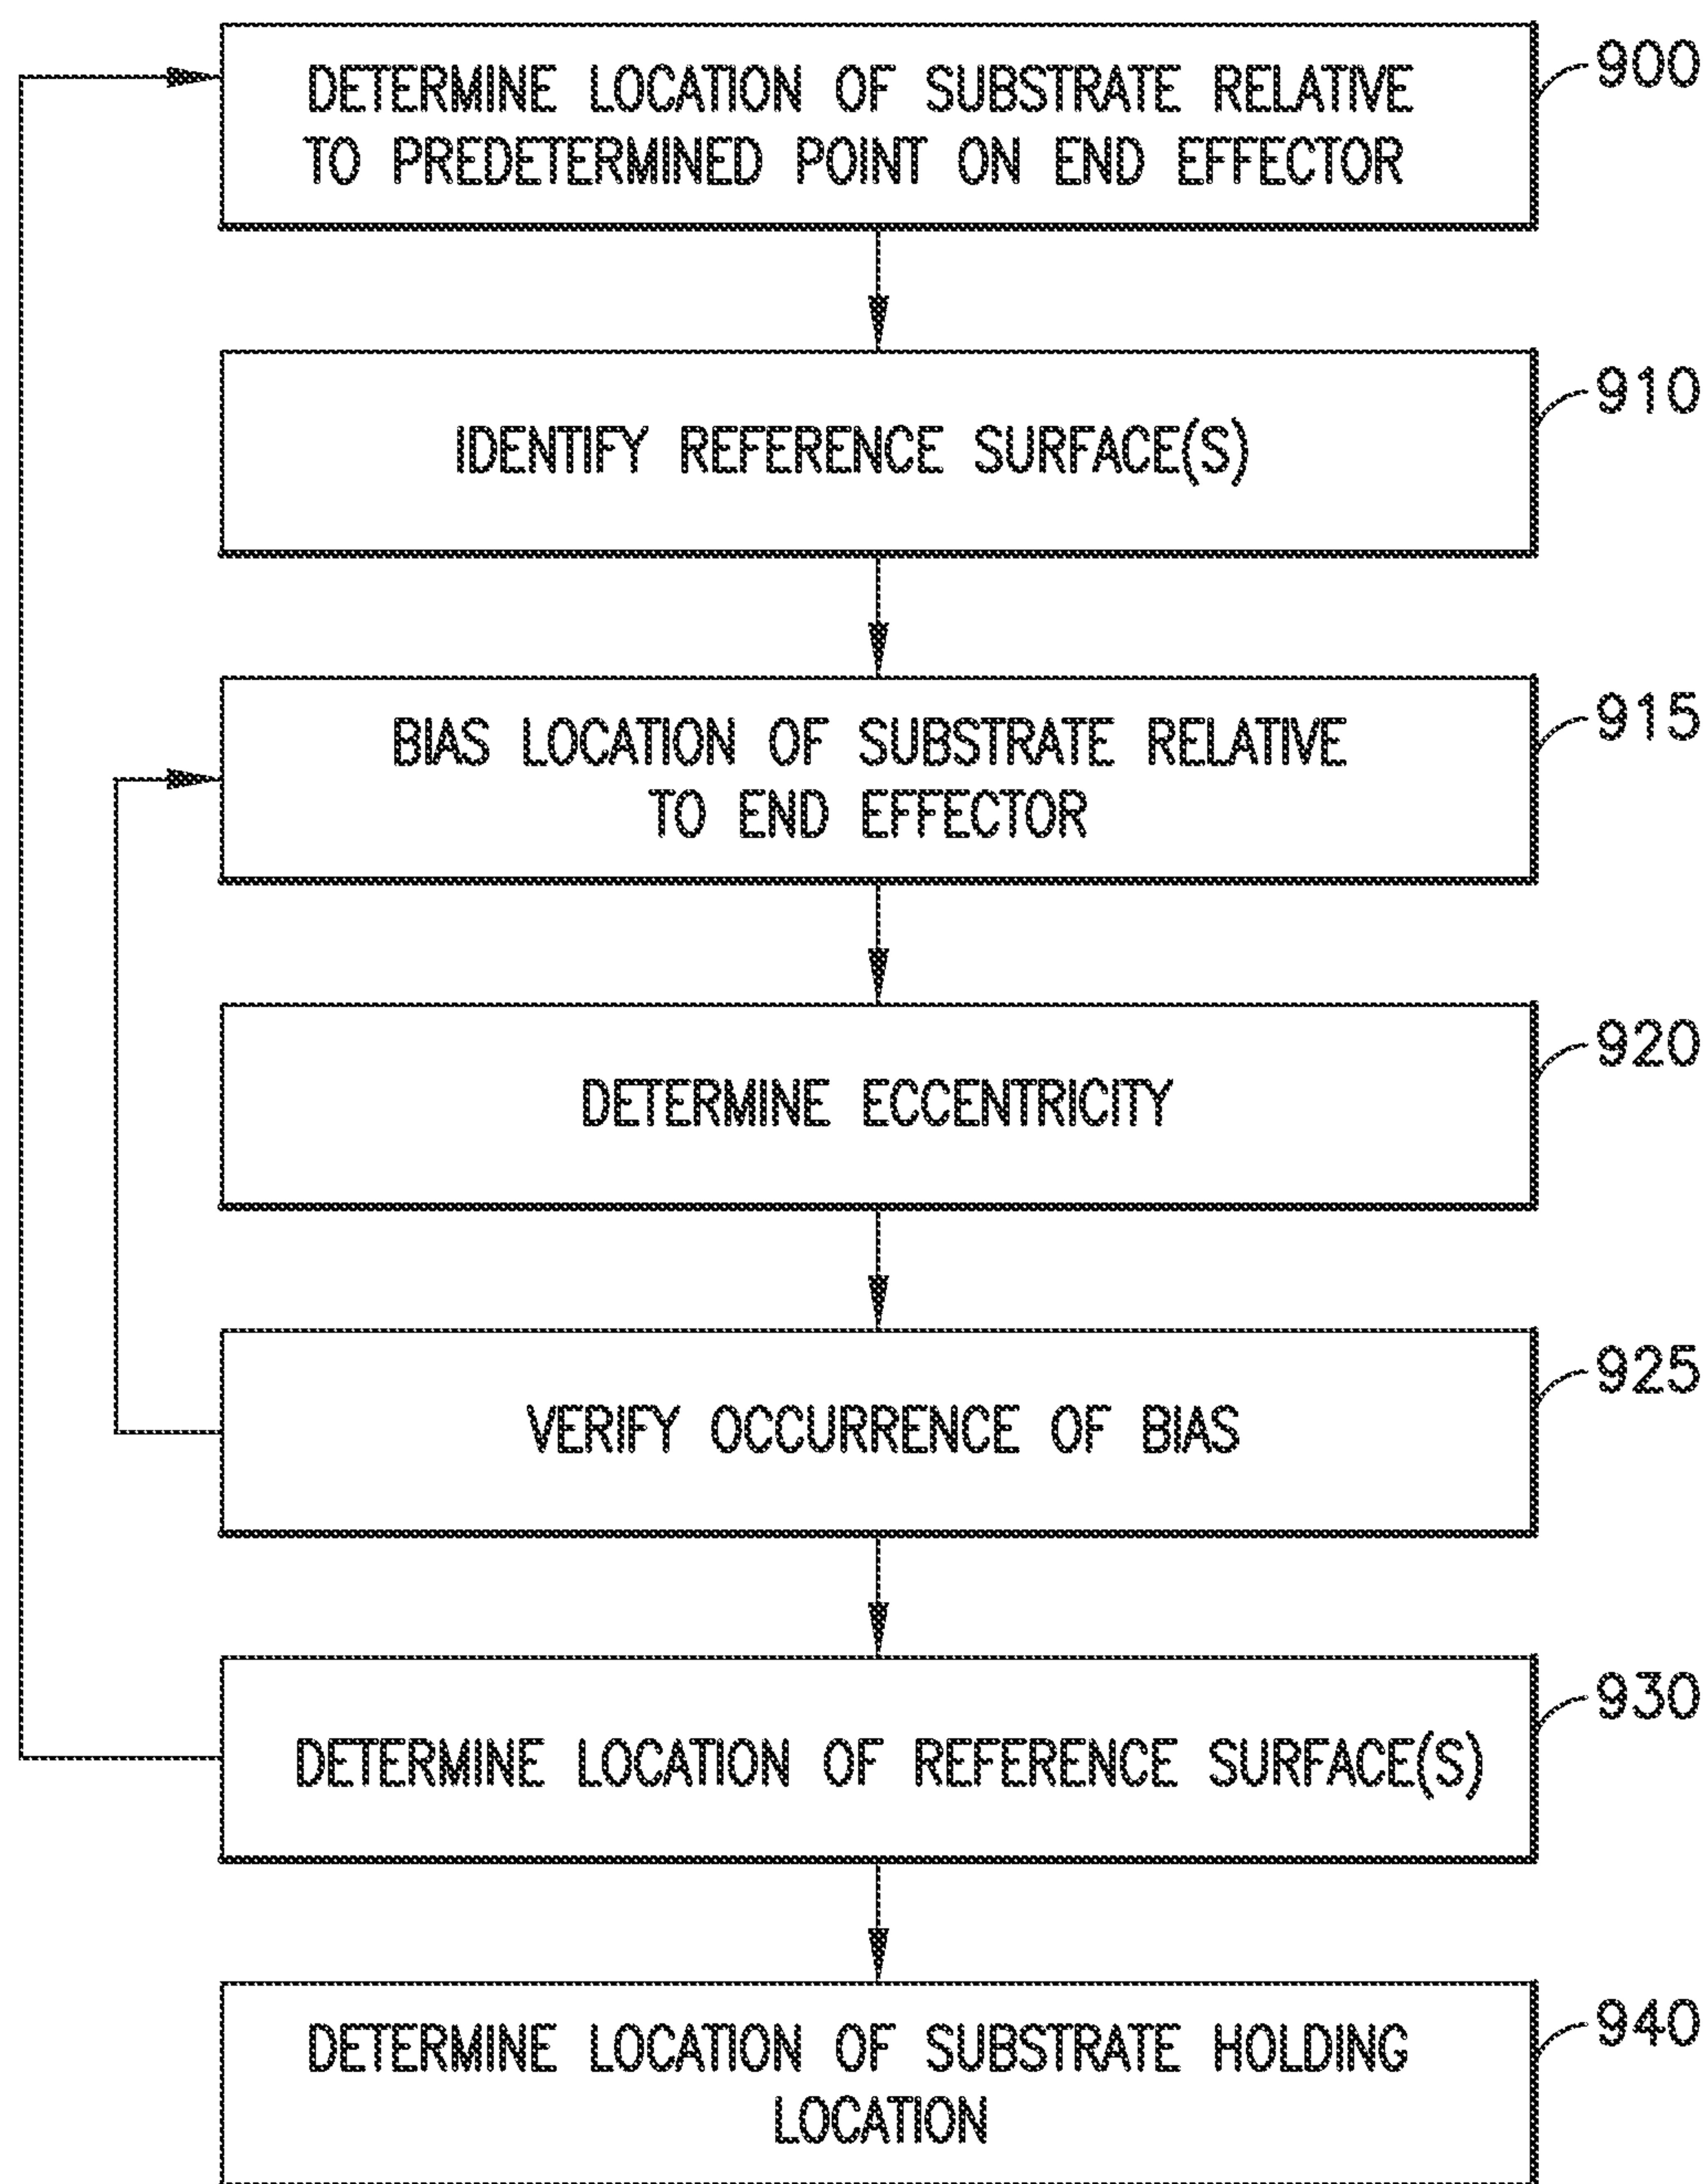 DETERMINE LOCATION OF SUBSTRATE RELATIVE
TO PREDETERMINED POINT ON END EFFECTOR
900
IDENTIFY REFERENCE SURFACE(S)
910
BIAS LOCATION OF SUBSTRATE RELATIVE
TO END EFFECTOR
915
DETERMINE ECCENTRICITY
920
VERIFY OCCURRENCE OF BIAS
925
DETERMINE LOCATION OF REFERENCE SURFACE(S)
930
DETERMINE LOCATION OF SUBSTRATE HOLDING
LOCATION
940